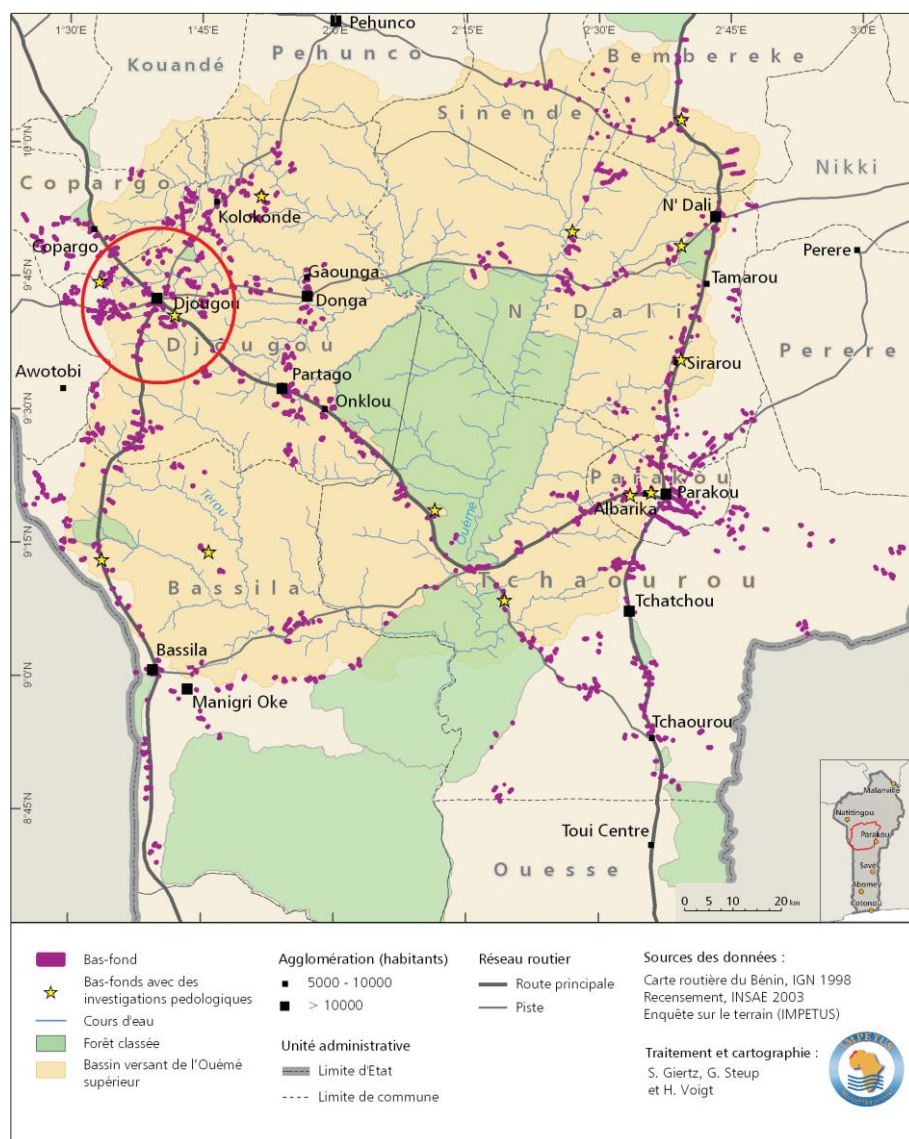 1°30'E
1°45'
2°0'
2°15'
2°30'
2°45'
3°0'
Pehunco
Pehunco
Kouandé
Bembereke
Sinende
10°0'N
Nikki
Copargo
Kolokonde
N' Dali
Copargo
Perere
9°45'N
Gaounga
Tamarou
Djougou
Donga
N' Dali
Djougou
Sirarou
Perere
Awotobi
Partago
9°30'N
Onklou
Parakou
Térou
Parakou
Albarika
Ouémé
9°15'N
Bassila
Tchaourou
Tchatchou
Bassila
9°0'N
Manigri Oke
Tchaourou
8°45'N
Malanville
Natitingou
Parakou
Toui Centre
Savé
Ouesse
Abomey
Cotonou
0 5 10 20 km
Bas-fond
Bas-fonds avec des
investigations pedologiques
Cours d'eau
Forêt classée
Bassin versant de l'Ouémé
supérieur
Agglomération (habitants)
5000 - 10000
> 10000
Unité administrative
Limite d'Etat
Limite de commune
Réseau routier
Route principale
Piste
Sources des données :
Carte routière du Bénin, IGN 1998
Recensement, INSAE 2003
Enquête sur le terrain (IMPETUS)
Traitement et cartographie :
S. Giertz, G. Steup
et H. Voigt
IMPETUS